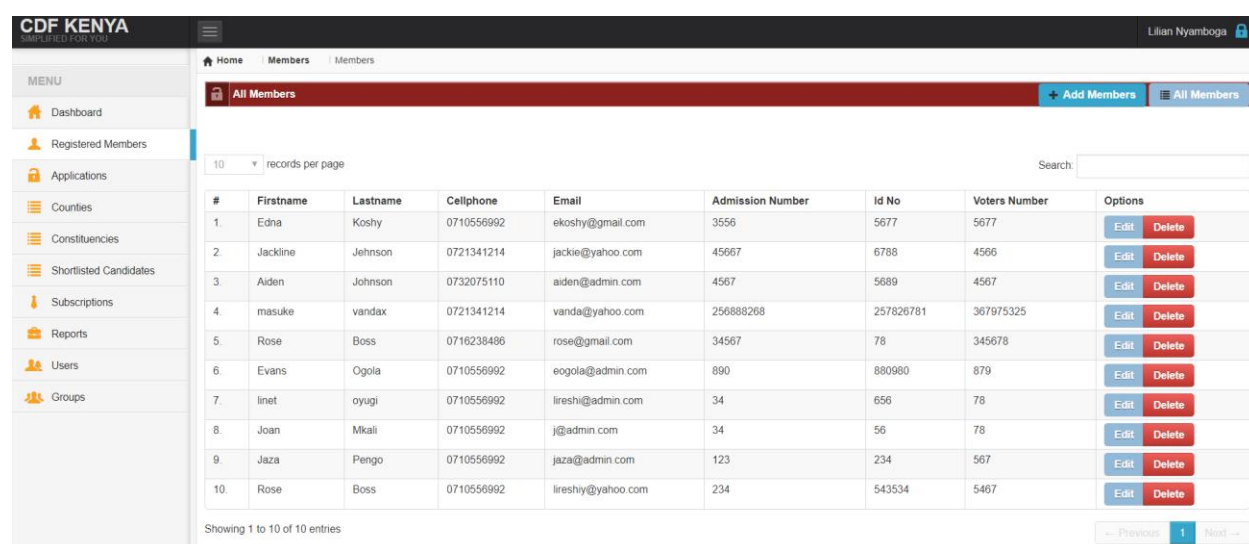 CDF KENYA
SIMPLIFIED FOR YOU
Lilian Nyamboga
Home Members Members
MENU
All Members + Add Members All Members
Dashboard
Registered Members
Applications
Counties
Constituencies
Shortlisted Candidates
Subscriptions
Reports
Users
Groups
10 records per page Search:
# Firstname Lastname Cellphone Email Admission Number Id No Voters Number Options
1. Edna Koshy 0710556992 ekoshy@gmail.com 3556 5677 5677 Edit Delete
2. Jackline Jehnson 0721341214 jackie@yahoo.com 45667 6788 4566 Edit Delete
3. Aiden Johnson 0732075110 aiden@admin.com 4567 5689 4567 Edit Delete
4. masuke vandax 0721341214 vanda@yahoo.com 256888268 257826781 367975325 Edit Delete
5. Rose Boss 0716238486 rose@gmail.com 34567 78 345678 Edit Delete
6. Evans Ogola 0710556992 eogola@admin.com 890 880980 879 Edit Delete
7. linet oyugi 0710556992 lireshi@admin.com 34 656 78 Edit Delete
8. Joan Mkali 0710556992 j@admin.com 34 56 78 Edit Delete
9. Jaza Pengo 0710556992 jaza@admin.com 123 234 567 Edit Delete
10. Rose Boss 0710556992 lireshiy@yahoo.com 234 543534 5467 Edit Delete
Showing 1 to 10 of 10 entries
← Previous 1 Next →